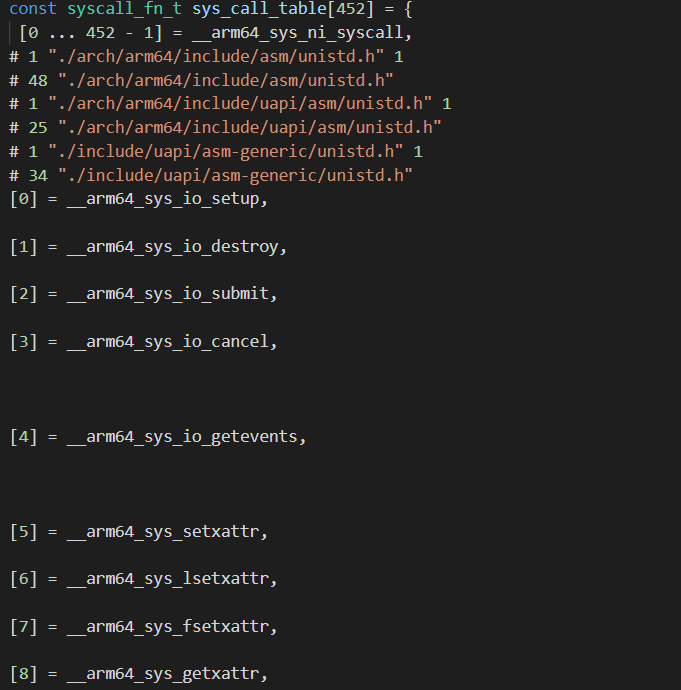 const syscall_fn_t sys_call_table[452] = {
[0 ... 452 - 1] = __arm64_sys_ni_syscall,
# 1 "./arch/arm64/include/asm/unistd.h" 1
# 48 "./arch/arm64/include/asm/unistd.h"
# 1 "./arch/arm64/include/uapi/asm/unistd.h" 1
# 25 "./arch/arm64/include/uapi/asm/unistd.h"
# 1 "./include/uapi/asm-generic/unistd.h" 1
# 34 "./include/uapi/asm-generic/unistd.h"
[0] = __arm64_sys_io_setup,
[1] = __arm64_sys_io_destroy,
[2] = __arm64_sys_io_submit,
[3] = __arm64_sys_io_cancel,
[4] = __arm64_sys_io_getevents,
[5] = __arm64_sys_setxattr,
[6] = __arm64_sys_lsetxattr,
[7] = __arm64_sys_fsetxattr,
[8] = __arm64_sys_getxattr,